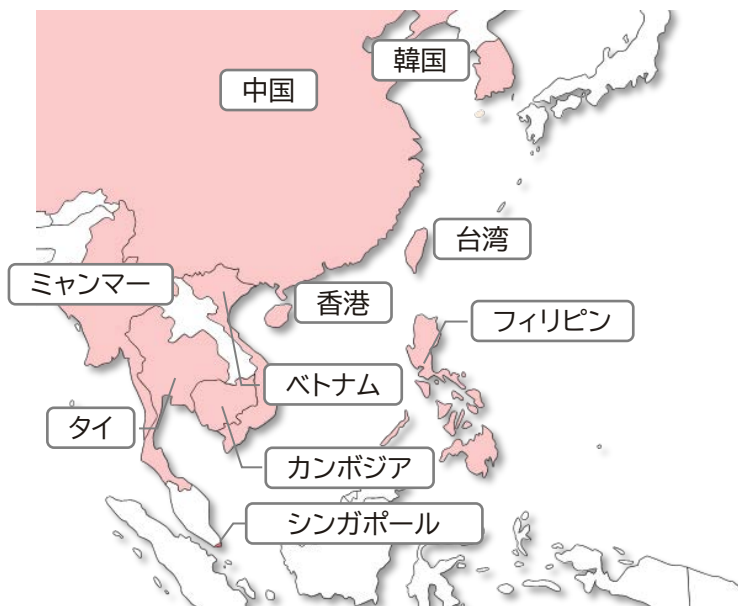 韓国
中国
台湾
ミャンマー
香港
フィリピン
ベトナム
タイ
カンボジア
シンガポール